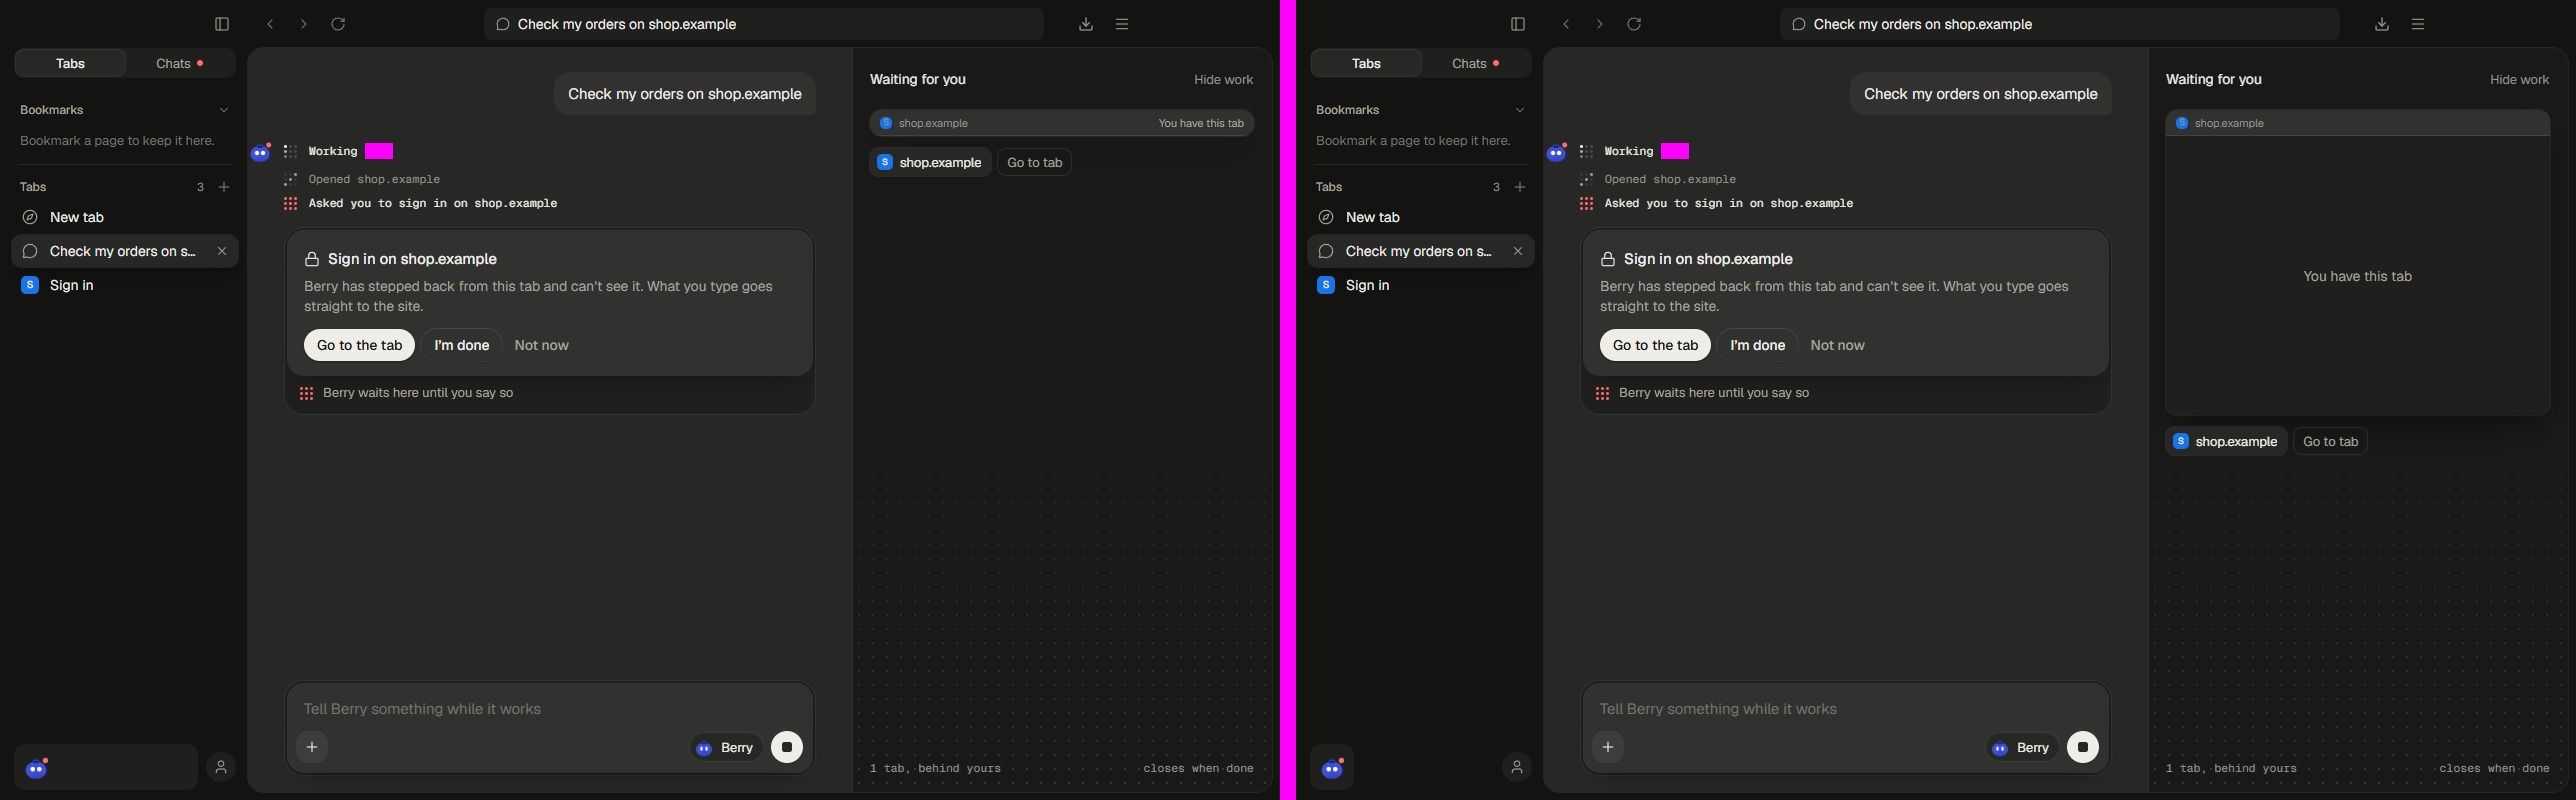 Check my orders on shop.example
Tabs
Chats
Bookmarks
Bookmark a page to keep it here.
Tabs 3
New tab
Check my orders on s...
Sign in
Check my orders on shop.example
Working
Opened shop.example
Asked you to sign in on shop.example
Sign in on shop.example
Berry has stepped back from this tab and can't see it. What you type goes
straight to the site.
Go to the tab
I'm done
Not now
Berry waits here until you say so
Tell Berry something while it works
Berry
Waiting for you
Hide work
S shop.example
You have this tab
S shop.example
Go to tab
1 tab, behind yours
closes when done
Check my orders on shop.example
Tabs
Chats
Bookmarks
Bookmark a page to keep it here.
Tabs 3
New tab
Check my orders on s...
S Sign in
Check my orders on shop.example
Working
Opened shop.example
Asked you to sign in on shop.example
Sign in on shop.example
Berry has stepped back from this tab and can't see it. What you type goes
straight to the site.
Go to the tab
I'm done
Not now
Berry waits here until you say so
Tell Berry something while it works
Berry
Waiting for you
Hide work
S shop.example
You have this tab
S shop.example
Go to tab
1 tab, behind yours
closes when done